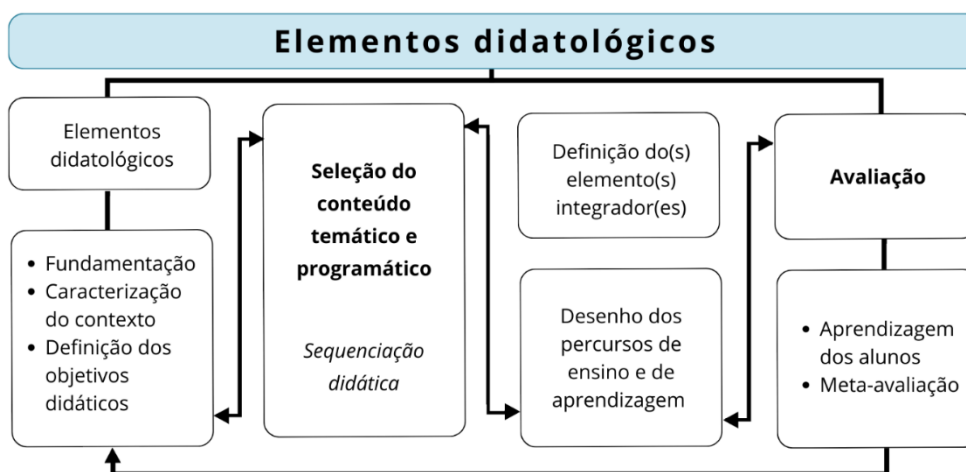 Elementos didatológicos
Elementos
didatológicos
• Fundamentação
• Caracterização
do contexto
• Definição dos
objetivos
didáticos
Seleção do
conteúdo
temático e
programático
Sequenciação
didática
Definição do(s)
elemento(s)
integrador(es)
Desenho dos
percursos de
ensino e de
aprendizagem
Avaliação
• Aprendizagem
dos alunos
• Meta-avaliação